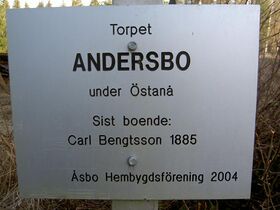 Torpet
ANDERSBO
under Östanå
Sist boende:
Carl Bengtsson 1885
Åsbo Hembygdsförening 2004